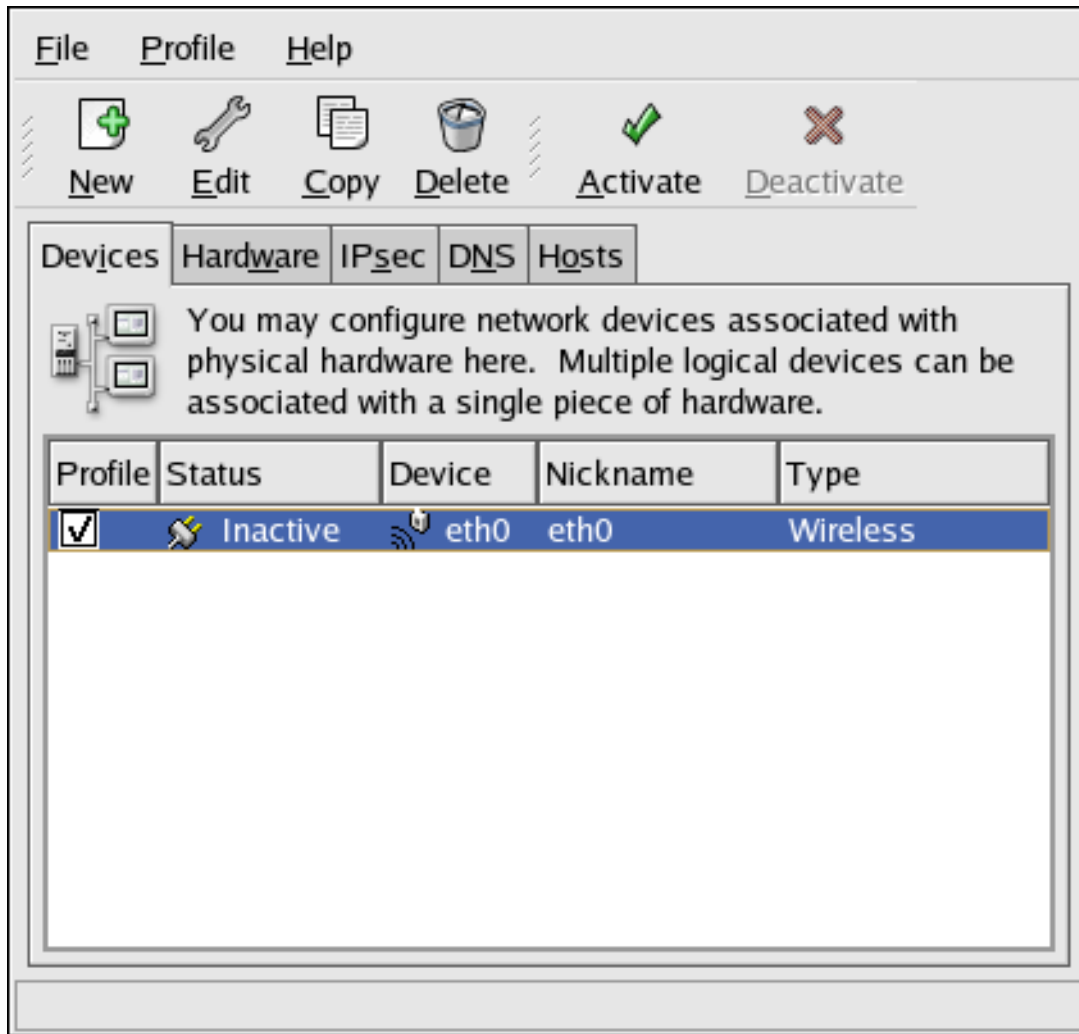 File Profile Help
New Edit Copy Delete Activate Deactivate
Devices Hardware IPsec DNS Hosts
You may configure network devices associated with
physical hardware here.  Multiple logical devices can be
associated with a single piece of hardware.
Profile Status Device Nickname Type
Inactive eth0 eth0 Wireless